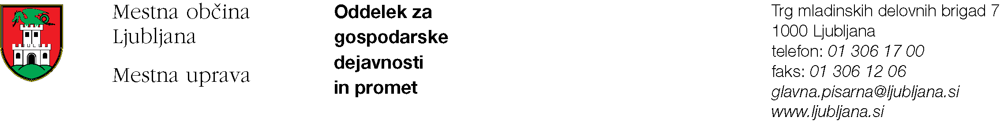 Mestna občina
Ljubljana
Mestna uprava
Oddelek za
gospodarske
dejavnosti
in promet
Trg mladinskih delovnih brigad 7
1000 Ljubljana
telefon: 01 306 17 00
faks: 01 306 12 06
glavna.pisarna@ljubljana.si
www.ljubljana.si